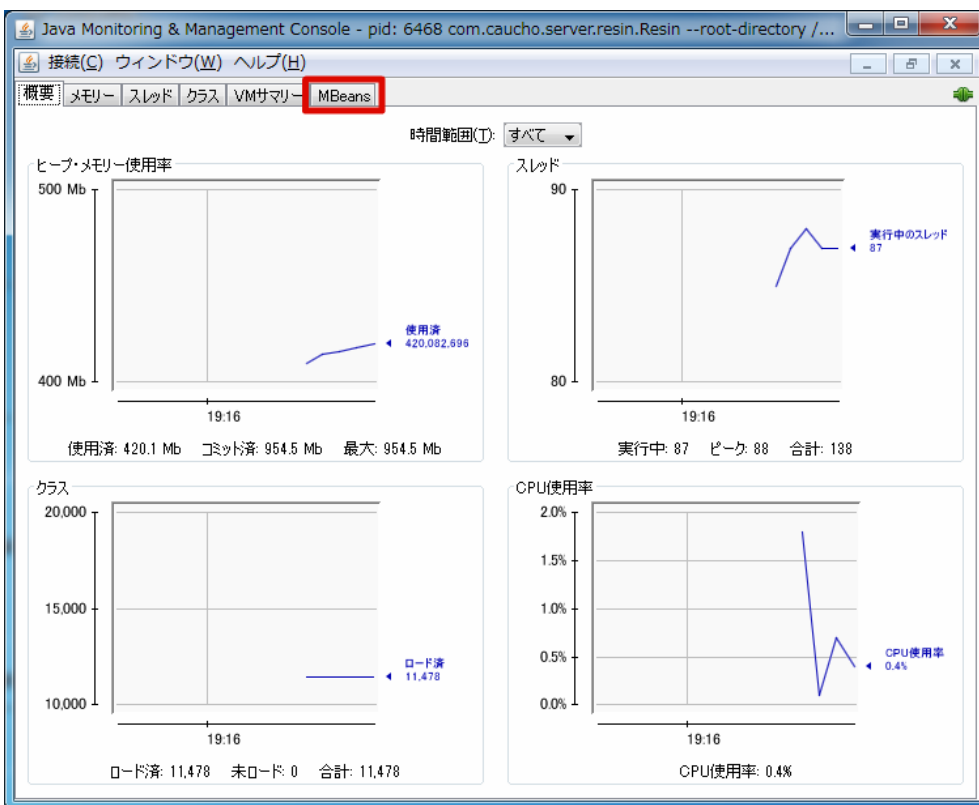 Java Monitoring & Management Console - pid: 6468 com.caucho.server.resin.Resin --root-directory /...
接続(C) ウィンドウ(W) ヘルプ(H)
概要 メモリー スレッド クラス VMサマリー MBeans
時間範囲(T): すべて
ヒープ・メモリー使用率
500 Mb
400 Mb
使用済
420,082,696
19:16
使用済: 420.1 Mb コミット済: 954.5 Mb 最大: 954.5 Mb
スレッド
90
80
実行中のスレッド
87
19:16
実行中: 87 ピーク: 88 合計: 138
クラス
20,000
15,000
10,000
ロード済
11,478
19:16
ロード済: 11,478 未ロード: 0 合計: 11,478
CPU使用率
2.0%
1.5%
1.0%
0.5%
0.0%
CPU使用率
0.4%
19:16
CPU使用率: 0.4%